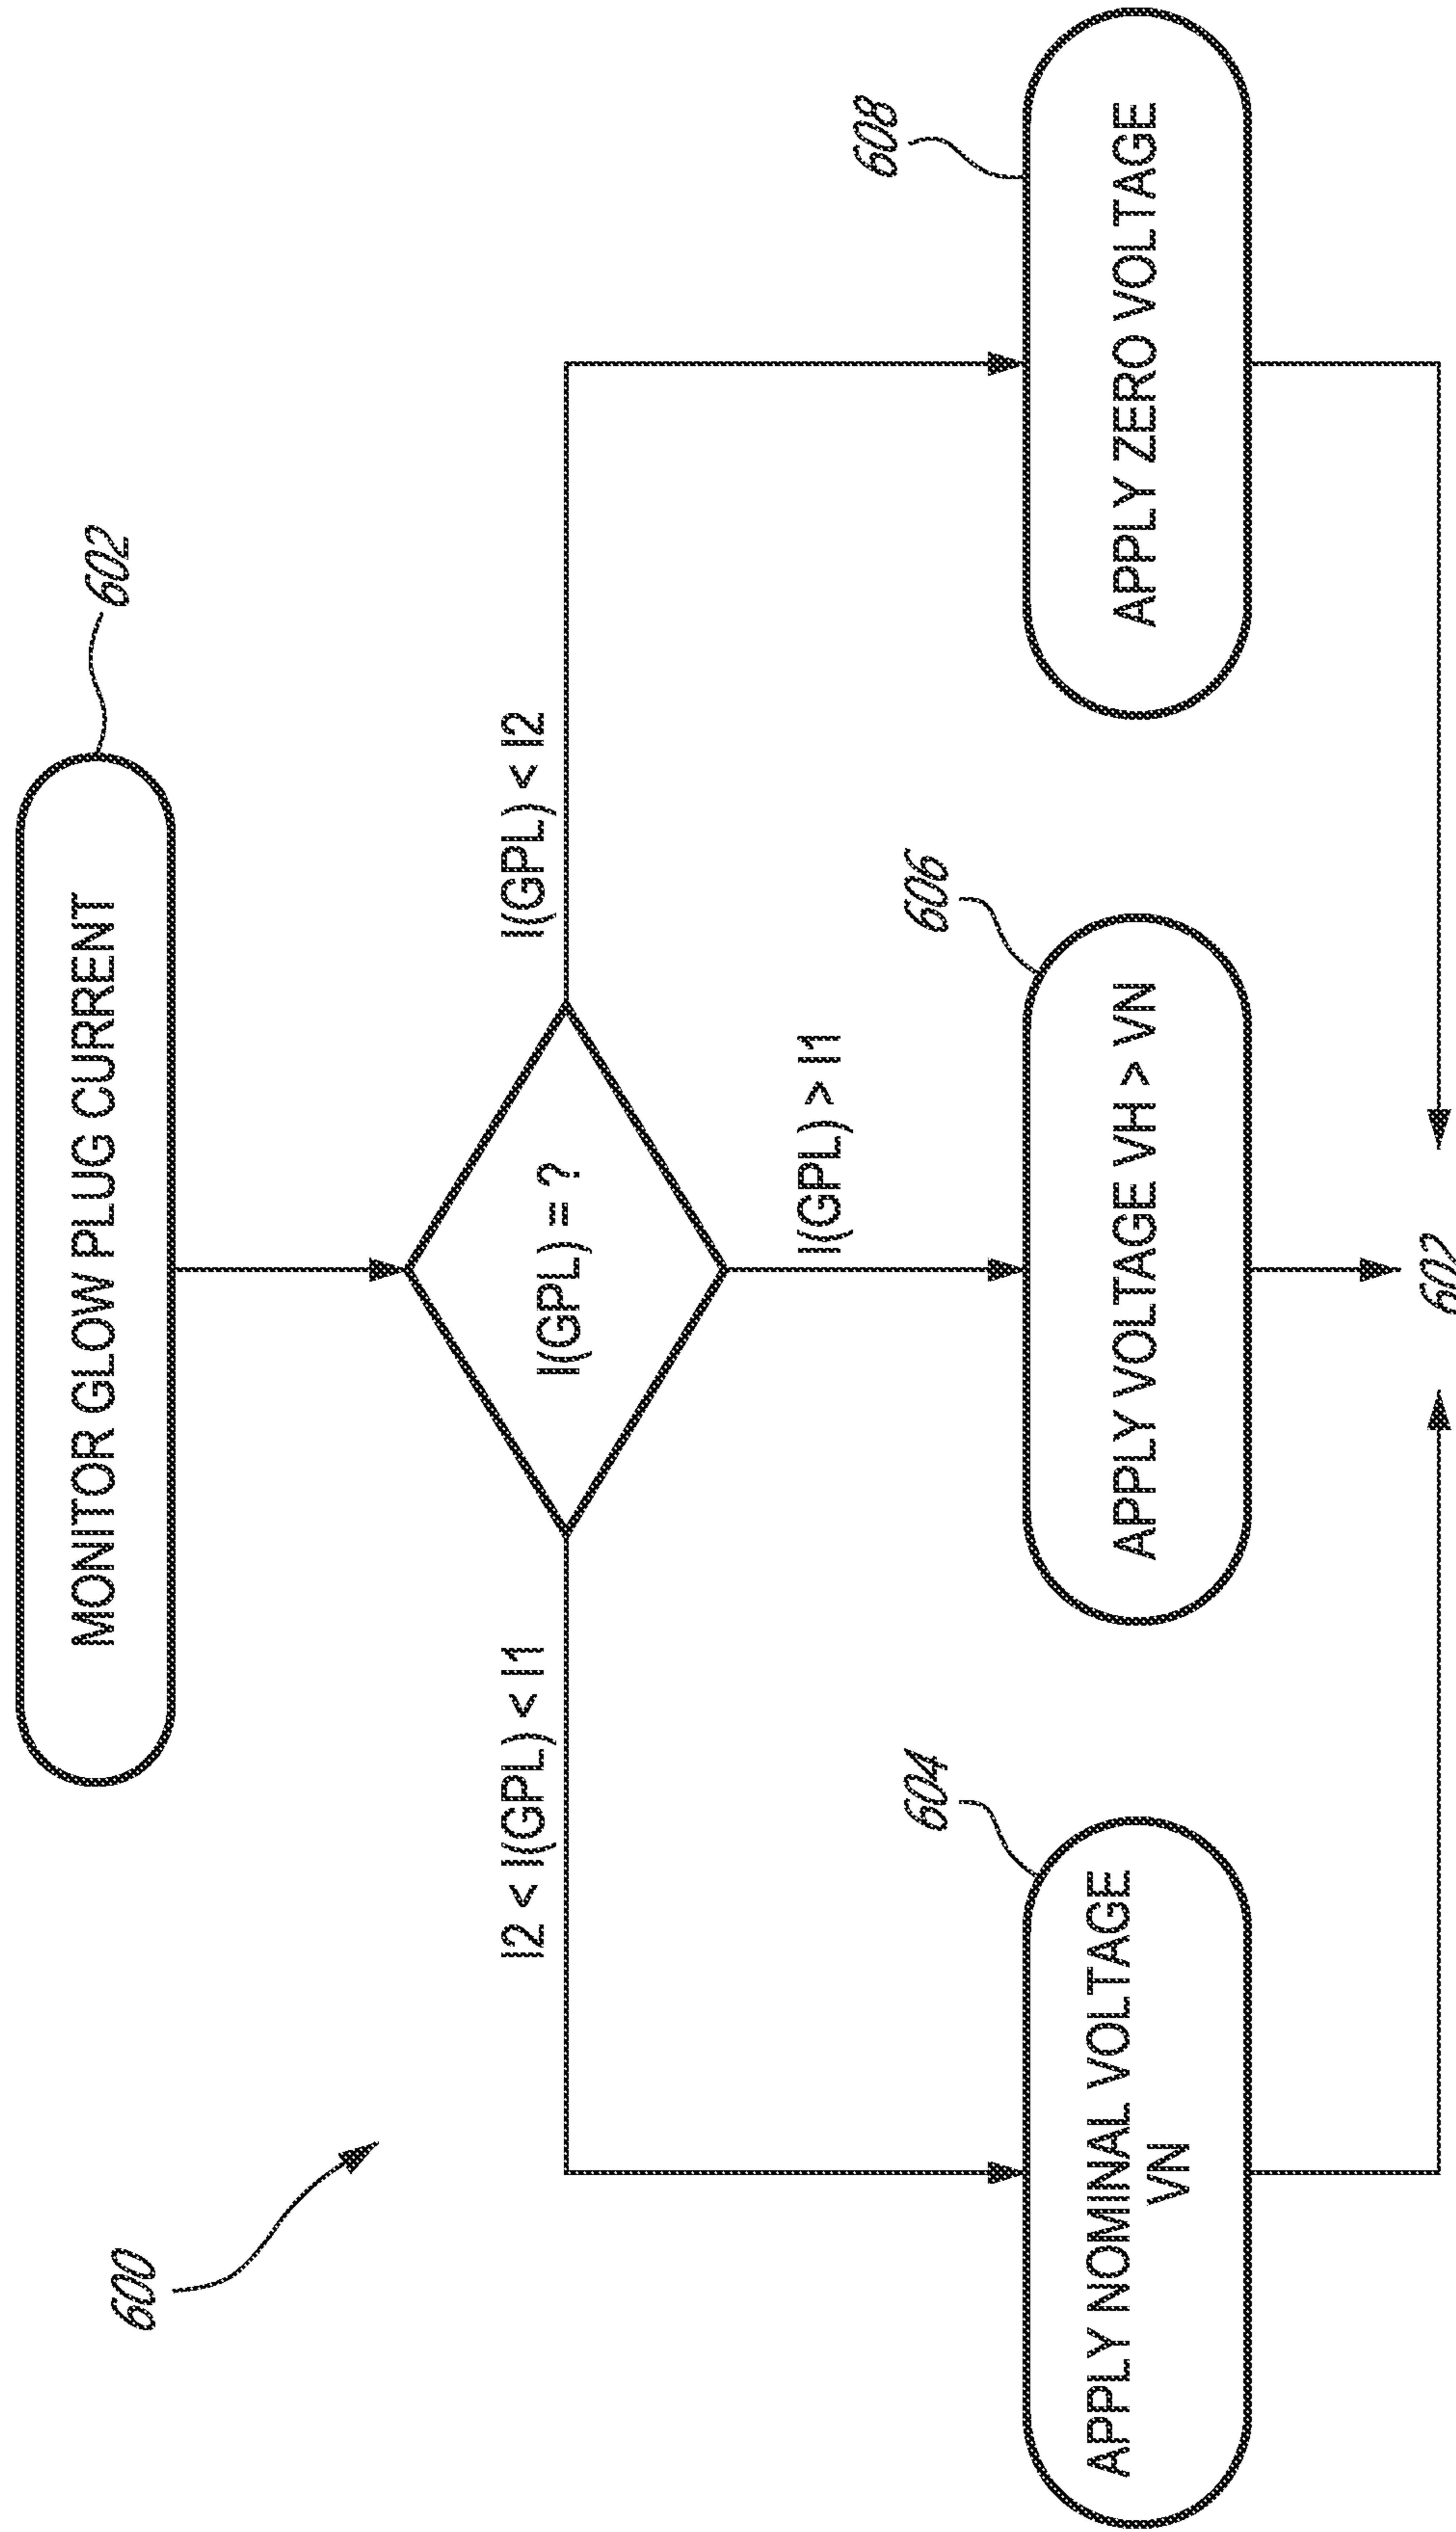 600
602
MONITOR GLOW PLUG CURRENT
I(GPL) = ?
I2 < I(GPL) < I1
I(GPL) < I2
I(GPL) > I1
604
APPLY NOMINAL VOLTAGE
VN
606
APPLY VOLTAGE VH > VN
608
APPLY ZERO VOLTAGE
602